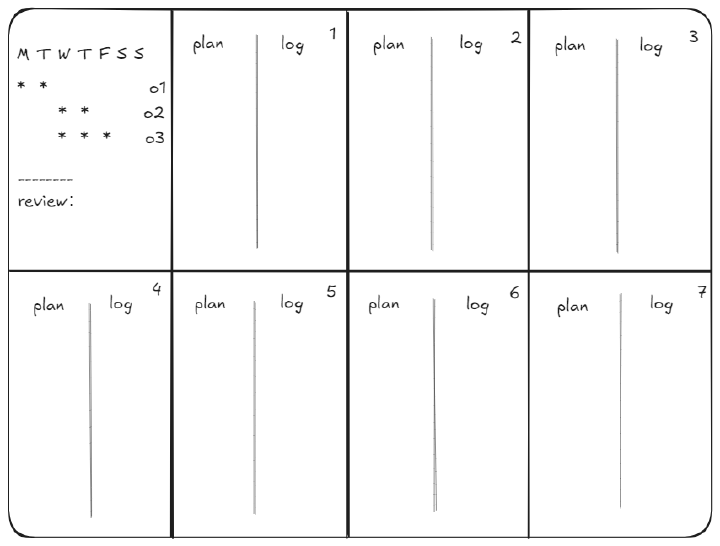 M T W T F S S
* * o1
* * o2
* * * o3
--------
review:
plan log 1
plan log 2
plan log 3
plan log 4
plan log 5
plan log 6
plan log 7